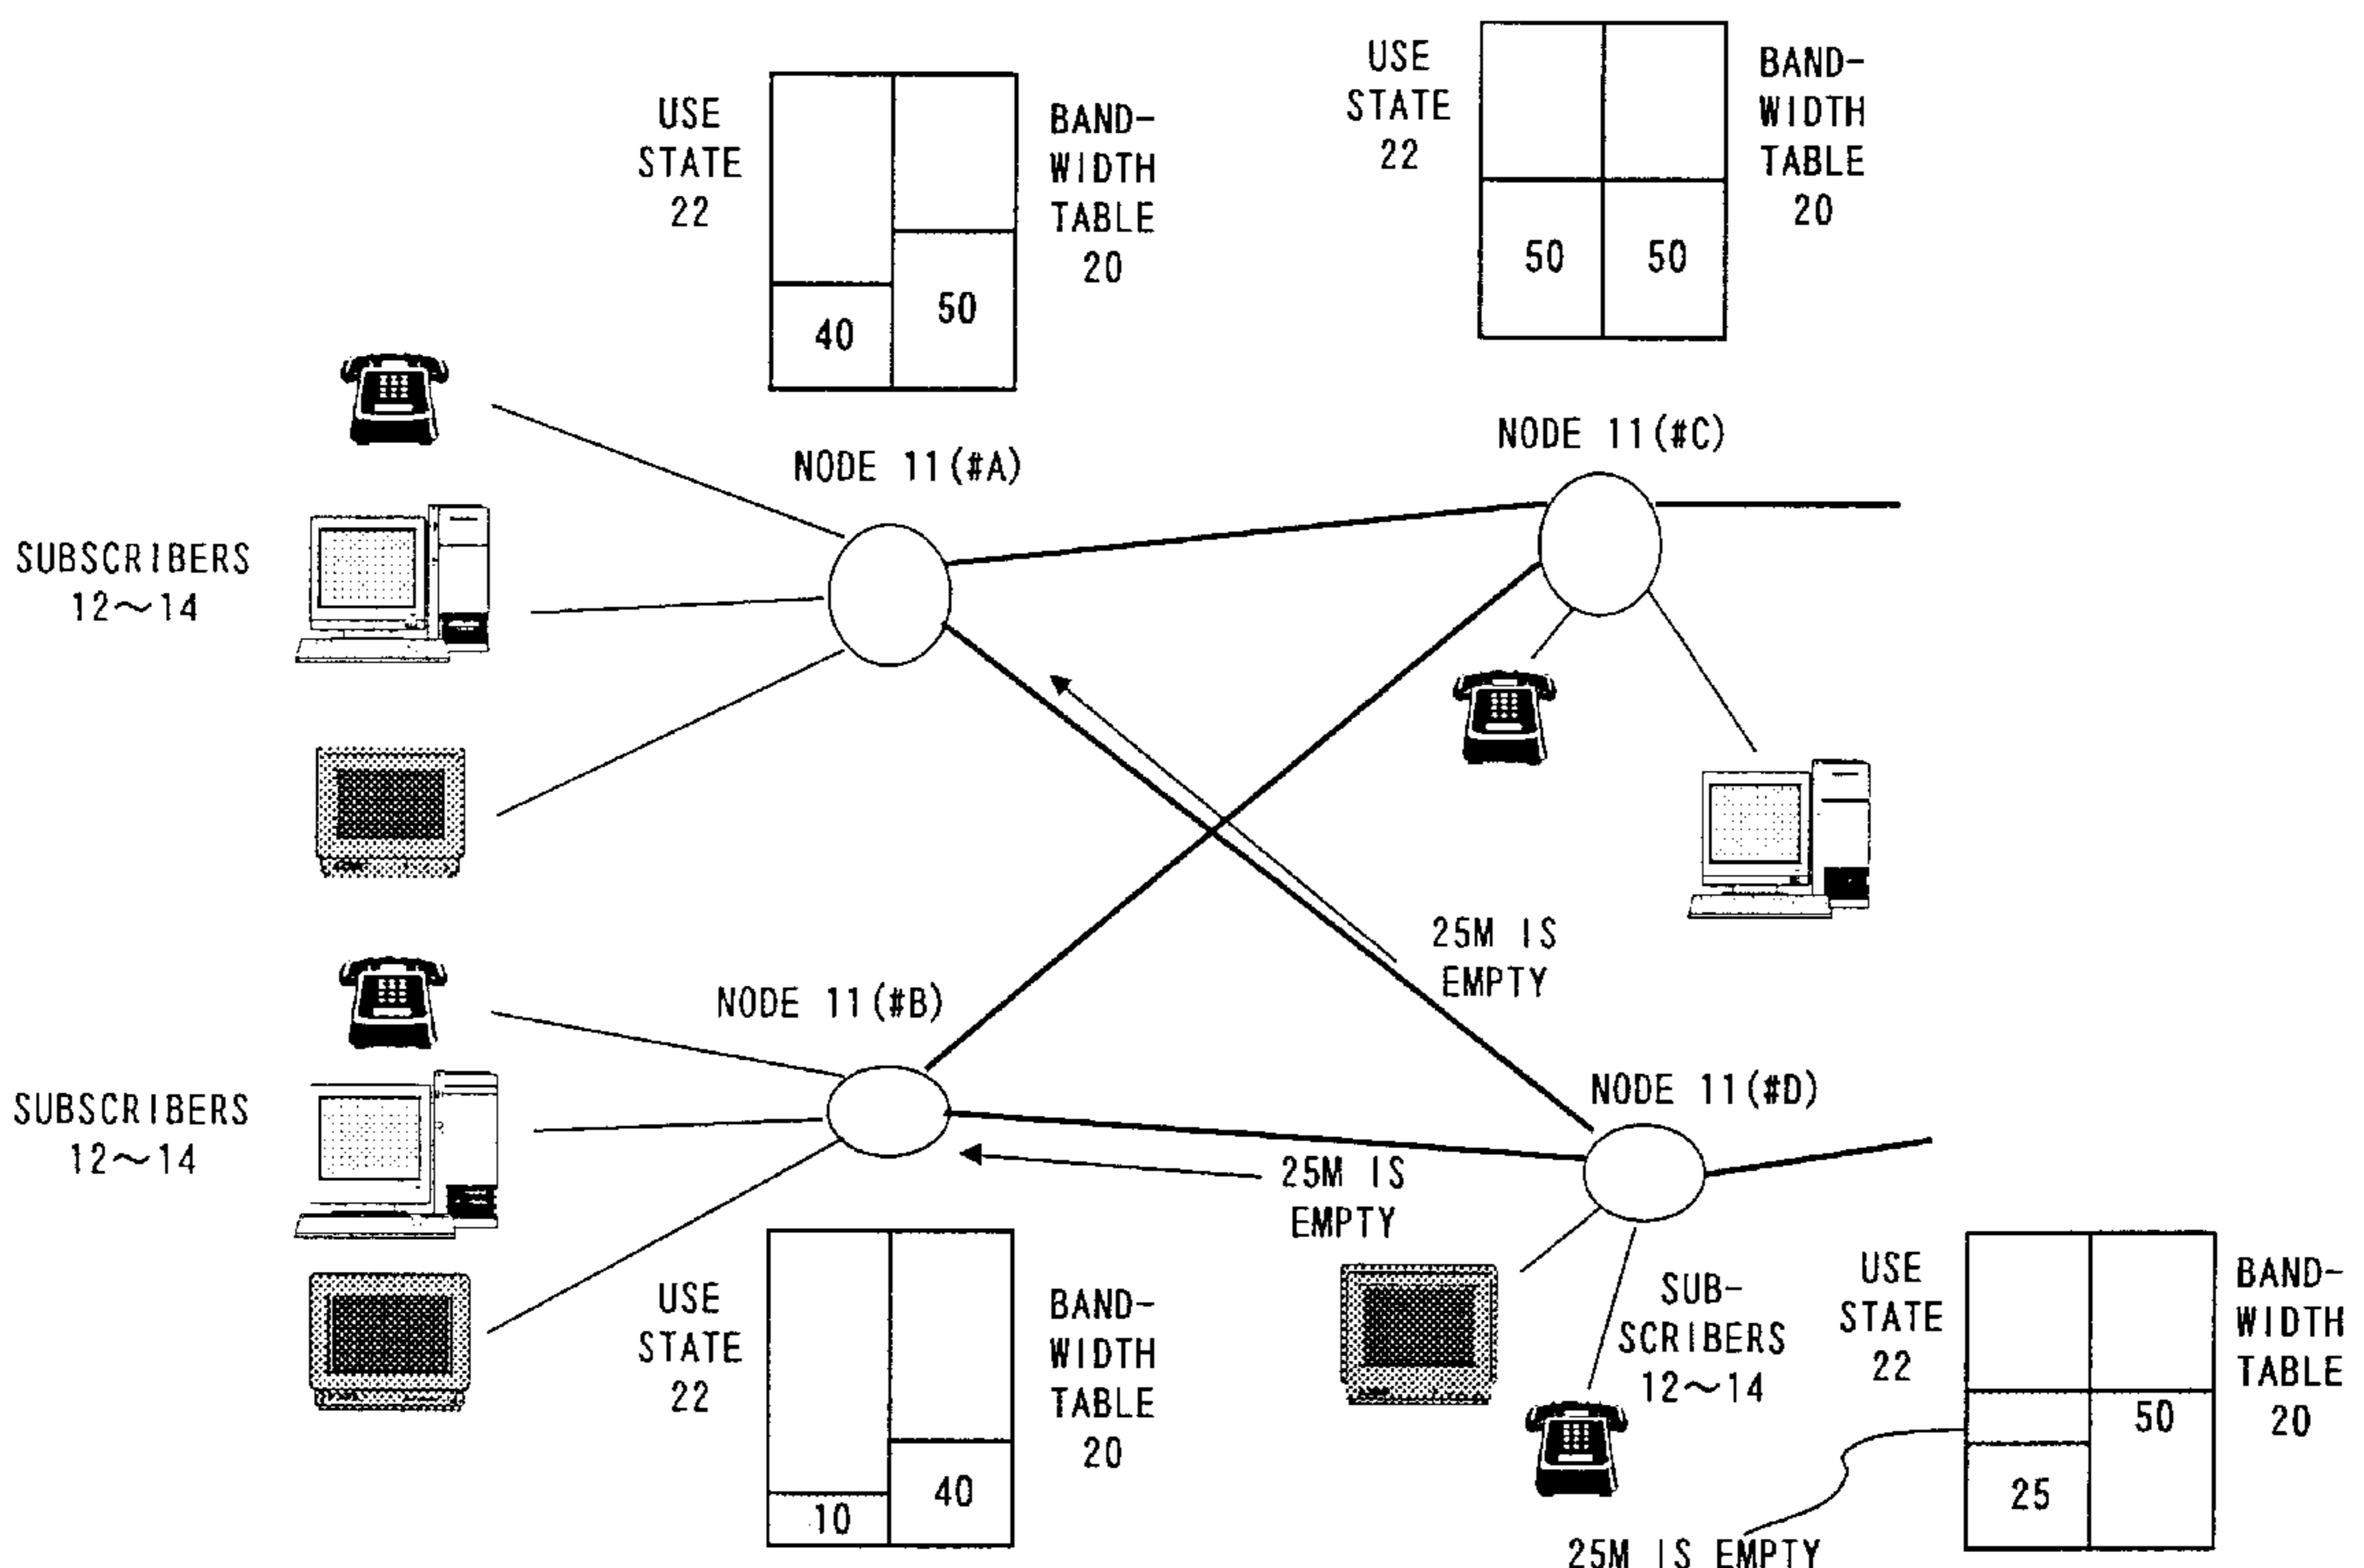 USE
STATE
22
BAND-
WIDTH
TABLE
20
40
50
USE
STATE
22
BAND-
WIDTH
TABLE
20
50
50
NODE 11(#A)
NODE 11(#C)
SUBSCRIBERS
12~14
25M IS
EMPTY
NODE 11(#B)
NODE 11(#D)
SUBSCRIBERS
12~14
25M IS
EMPTY
USE
STATE
22
BAND-
WIDTH
TABLE
20
10
40
SUB-
SCRIBERS
12~14
USE
STATE
22
BAND-
WIDTH
TABLE
20
50
25
25M IS EMPTY